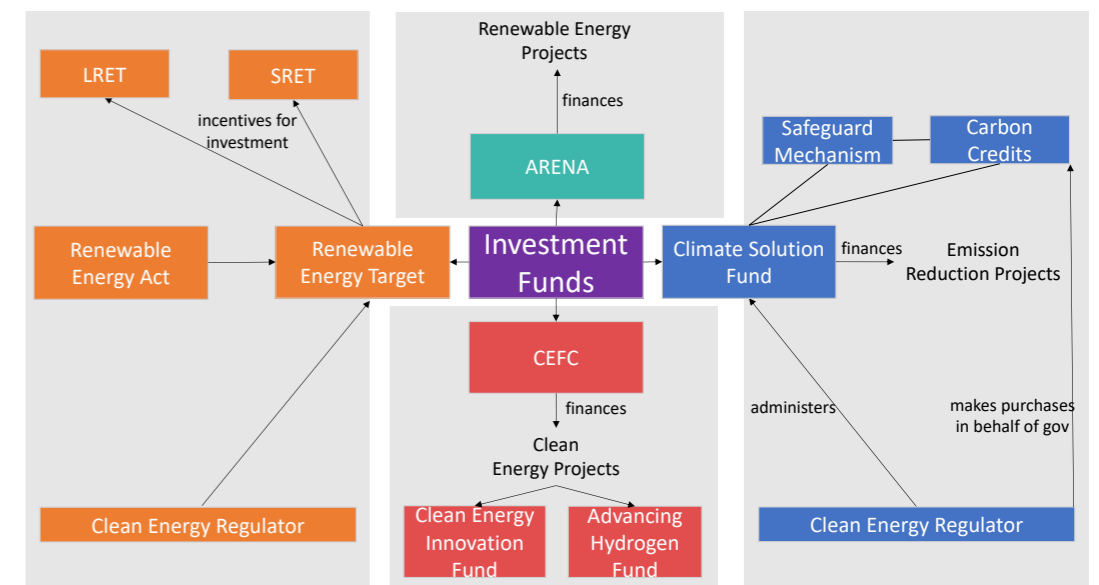 LRET
SRET
incentives for
investment
Renewable
Energy Act
Renewable
Energy Target
Clean Energy Regulator
Renewable Energy
Projects
finances
ARENA
Investment
Funds
CEFC
finances
Clean
Energy Projects
Clean Energy
Innovation
Fund
Advancing
Hydrogen
Fund
Safeguard
Mechanism
Carbon
Credits
Climate Solution
Fund
finances
Emission
Reduction Projects
administers
makes purchases
in behalf of gov
Clean Energy Regulator